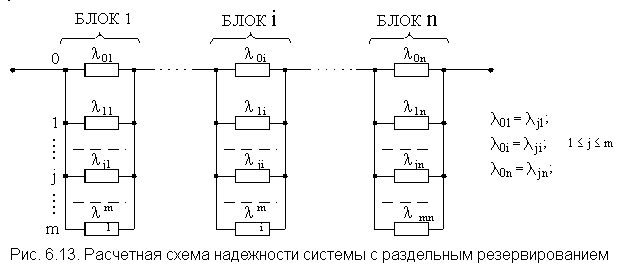 БЛОК 1 БЛОК i БЛОК n
0 λ01 λ0i λ0n
1 λ11 λ1i λ1n
λ01 = λj1;
λ0i = λji; 1 ≤ j ≤ m
λ0n = λjn;
j λj1 λji λjn
m λm1 λmi λmn
Рис. 6.13. Расчетная схема надежности системы с раздельным резервированием